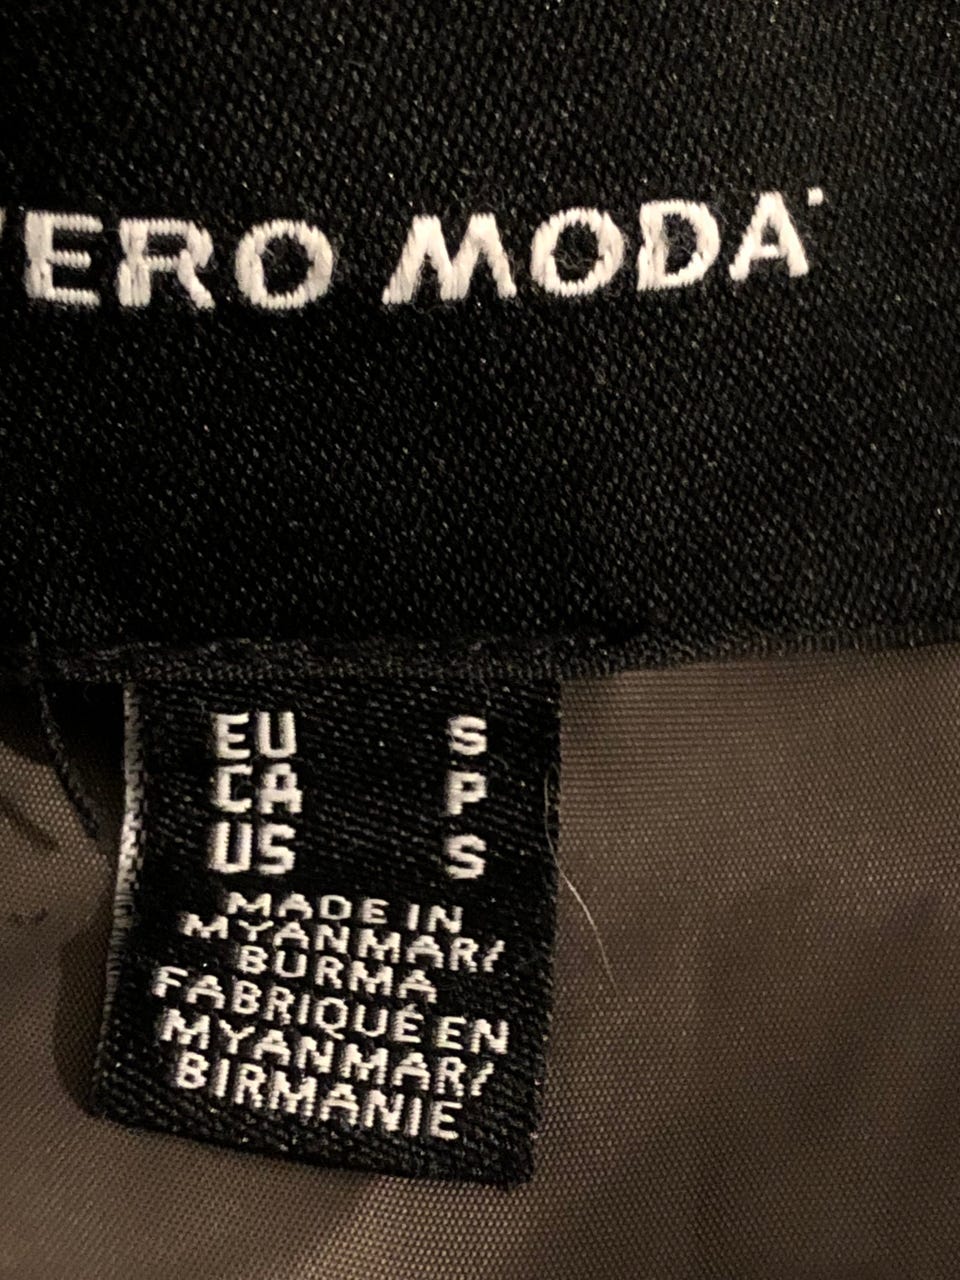 VERO MODA
EU S
CA P
US S
MADE IN
MYANMAR/
BURMA
FABRIQUÉ EN
MYANMAR/
BIRMANIE